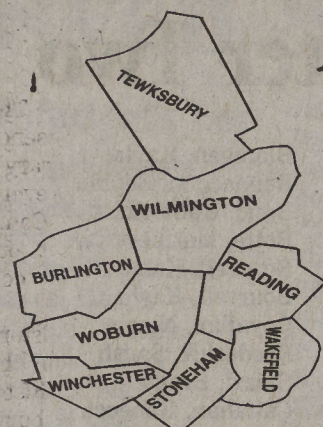 TEWKSBURY
WILMINGTON
BURLINGTON
READING
WOBURN
WAKEFIELD
WINCHESTER
STONEHAM